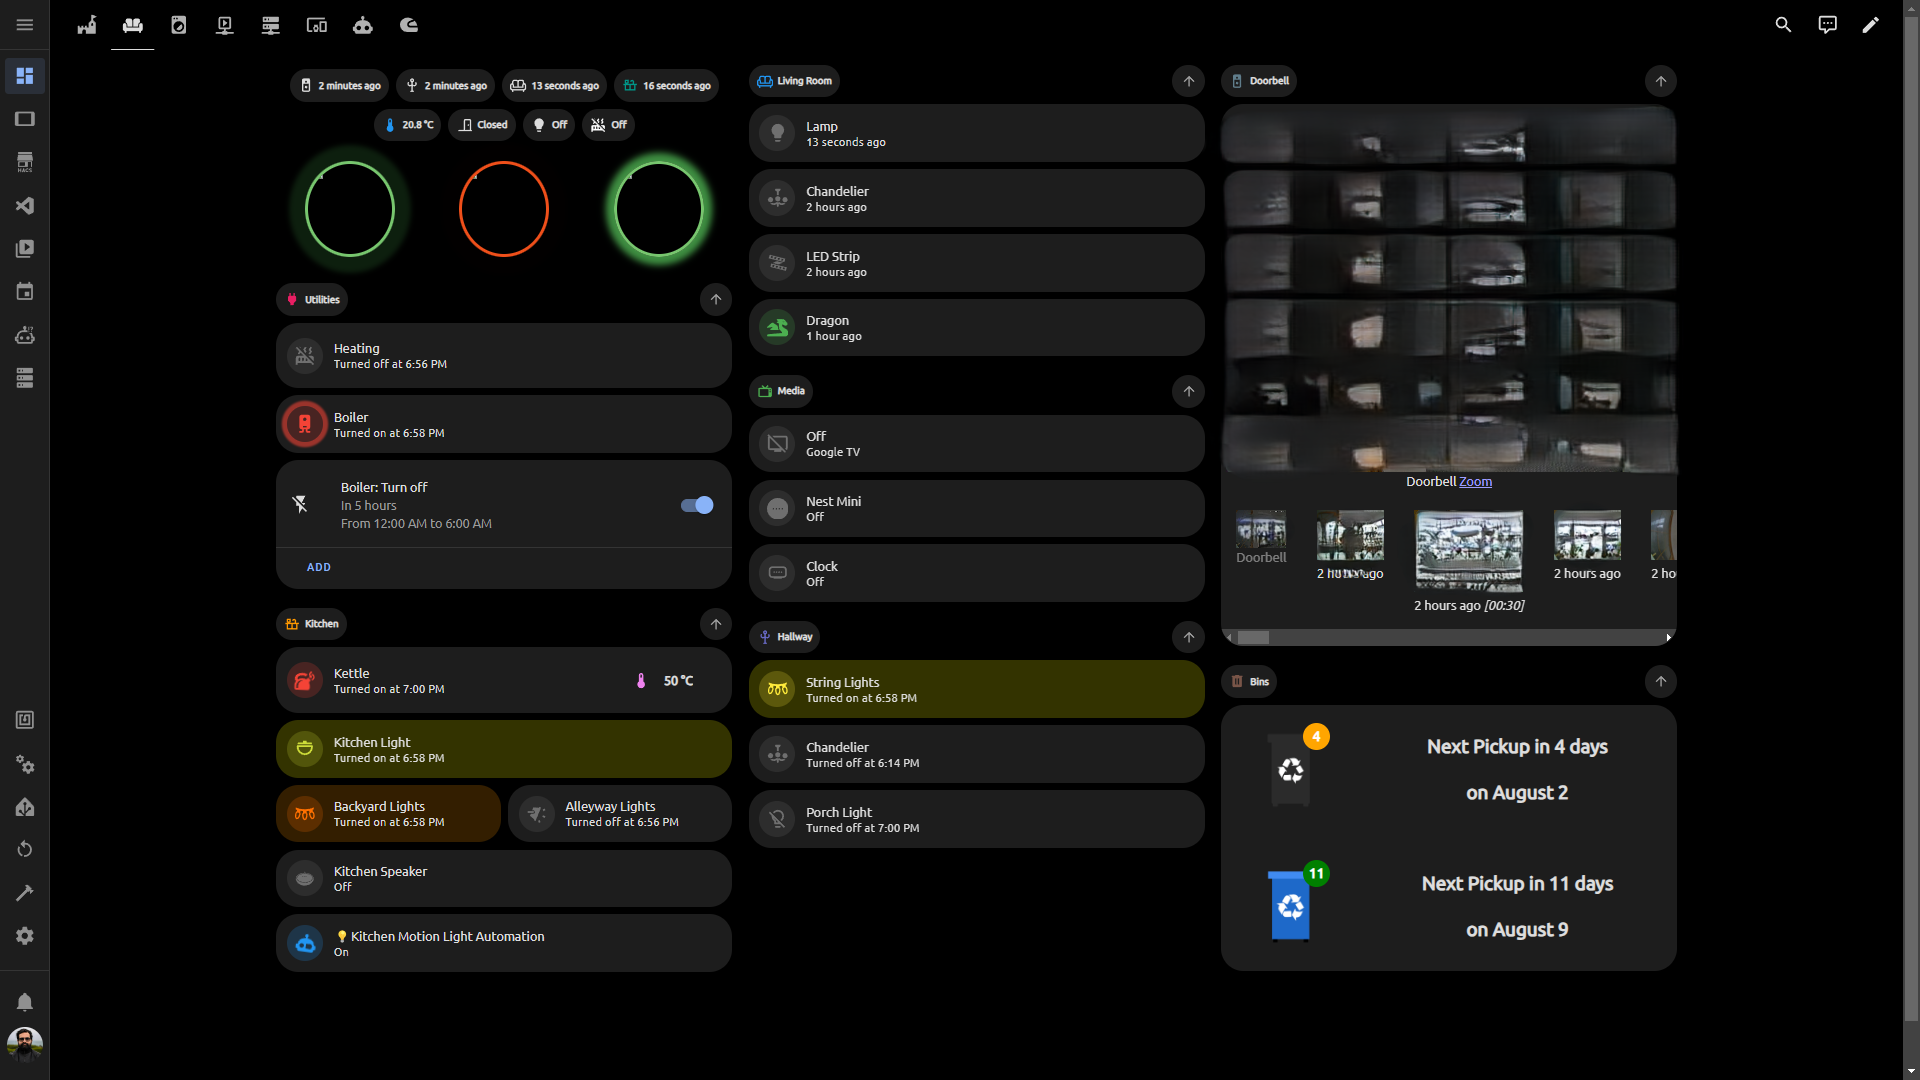 2 minutes ago
2 minutes ago
13 seconds ago
16 seconds ago
20.8 °C
Closed
Off
Off
HACS
Utilities
Heating
Turned off at 6:56 PM
Boiler
Turned on at 6:58 PM
Boiler: Turn off
In 5 hours
From 12:00 AM to 6:00 AM
ADD
Kitchen
Kettle
Turned on at 7:00 PM
50 °C
Kitchen Light
Turned on at 6:58 PM
Backyard Lights
Turned on at 6:58 PM
Alleyway Lights
Turned off at 6:56 PM
Kitchen Speaker
Off
💡Kitchen Motion Light Automation
On
Living Room
Lamp
13 seconds ago
Chandelier
2 hours ago
LED Strip
2 hours ago
Dragon
1 hour ago
Media
Off
Google TV
Nest Mini
Off
Clock
Off
Hallway
String Lights
Turned on at 6:58 PM
Chandelier
Turned off at 6:14 PM
Porch Light
Turned off at 7:00 PM
Doorbell
Doorbell Zoom
Doorbell
2 hours ago
2 hours ago [00:30]
2 hours ago
2 ho
Bins
4
Next Pickup in 4 days
on August 2
11
Next Pickup in 11 days
on August 9